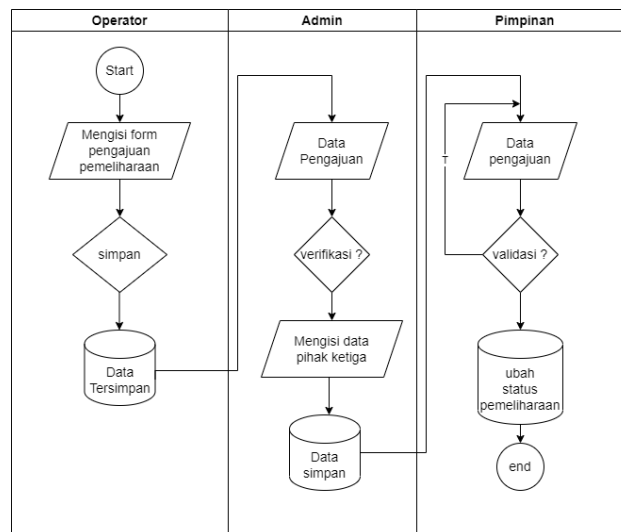 Operator
Admin
Pimpinan
Start
Mengisi form
pengajuan
pemeliharaan
simpan
Data
Tersimpan
Data
Pengajuan
verifikasi ?
Mengisi data
pihak ketiga
Data
simpan
Data
pengajuan
T
validasi ?
ubah
status
pemeliharaan
end